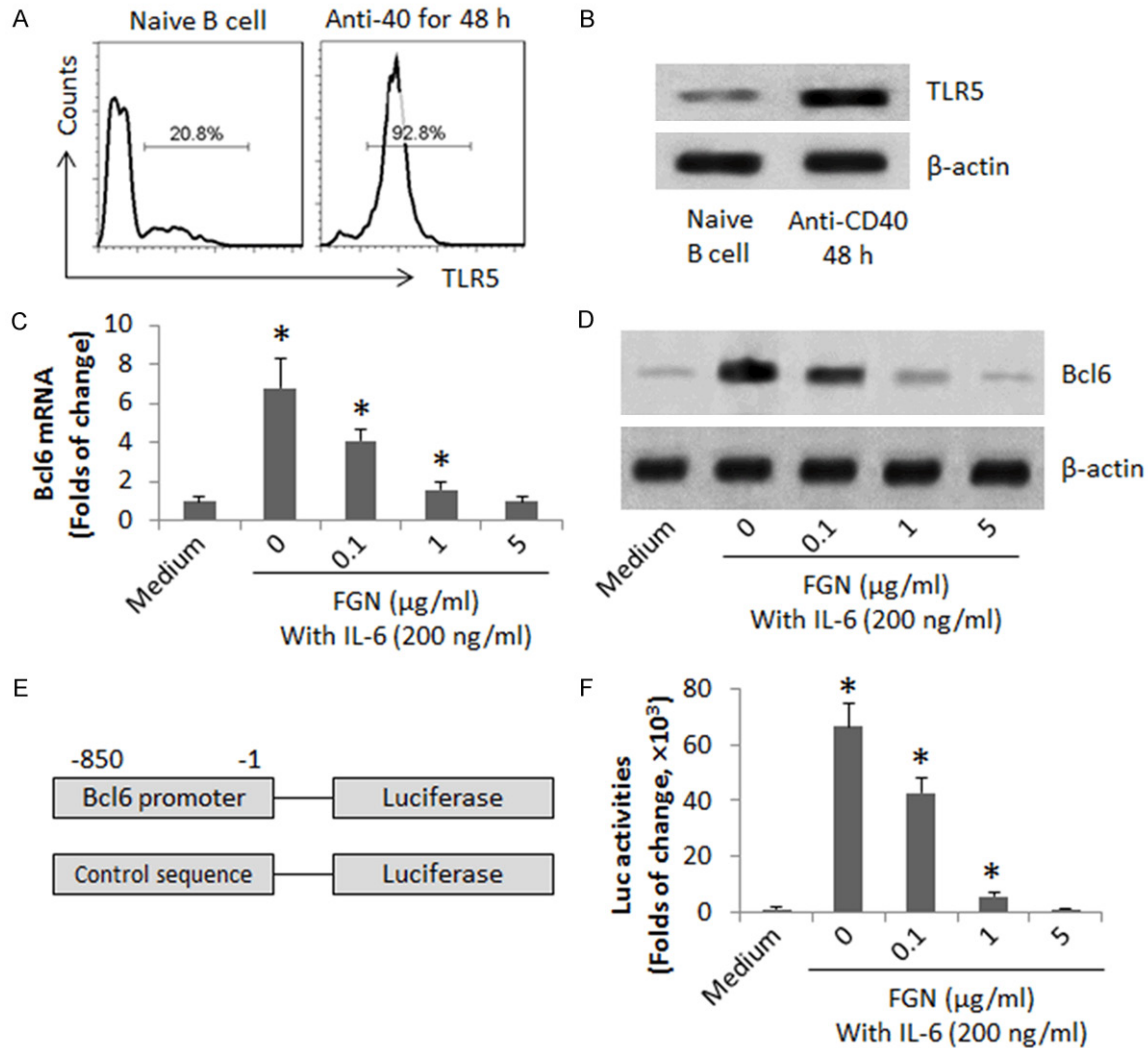 A
Naive B cell
Anti-40 for 48 h
Counts
20.8%
92.8%
TLR5
B
TLR5
β-actin
Naive
B cell
Anti-CD40
48 h
C
Bcl6 mRNA
(Folds of change)
10
8
6
4
2
0
*
*
*
Medium
0
0.1
1
5
FGN (µg/ml)
With IL-6 (200 ng/ml)
D
Bcl6
β-actin
Medium
0
0.1
1
5
FGN (µg/ml)
With IL-6 (200 ng/ml)
E
-850
-1
Bcl6 promoter
Luciferase
Control sequence
Luciferase
F
Luc activities
(Folds of change, ×10³)
80
60
40
20
0
*
*
*
Medium
0
0.1
1
5
FGN (µg/ml)
With IL-6 (200 ng/ml)